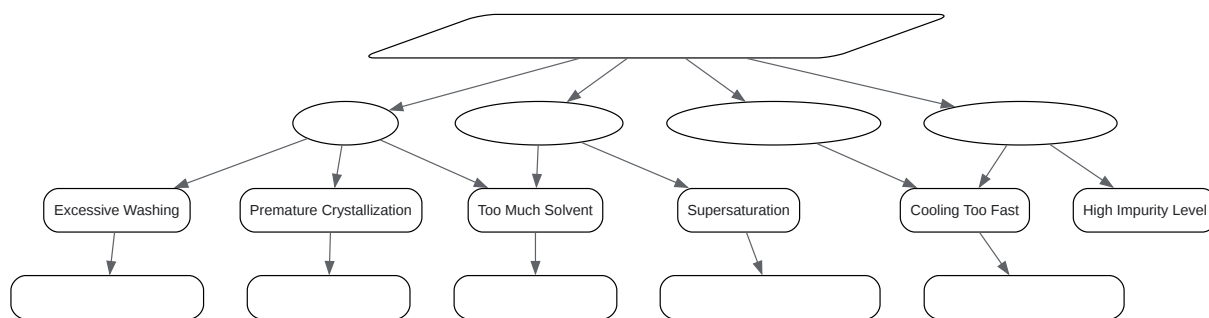 Excessive Washing
Premature Crystallization
Too Much Solvent
Supersaturation
Cooling Too Fast
High Impurity Level